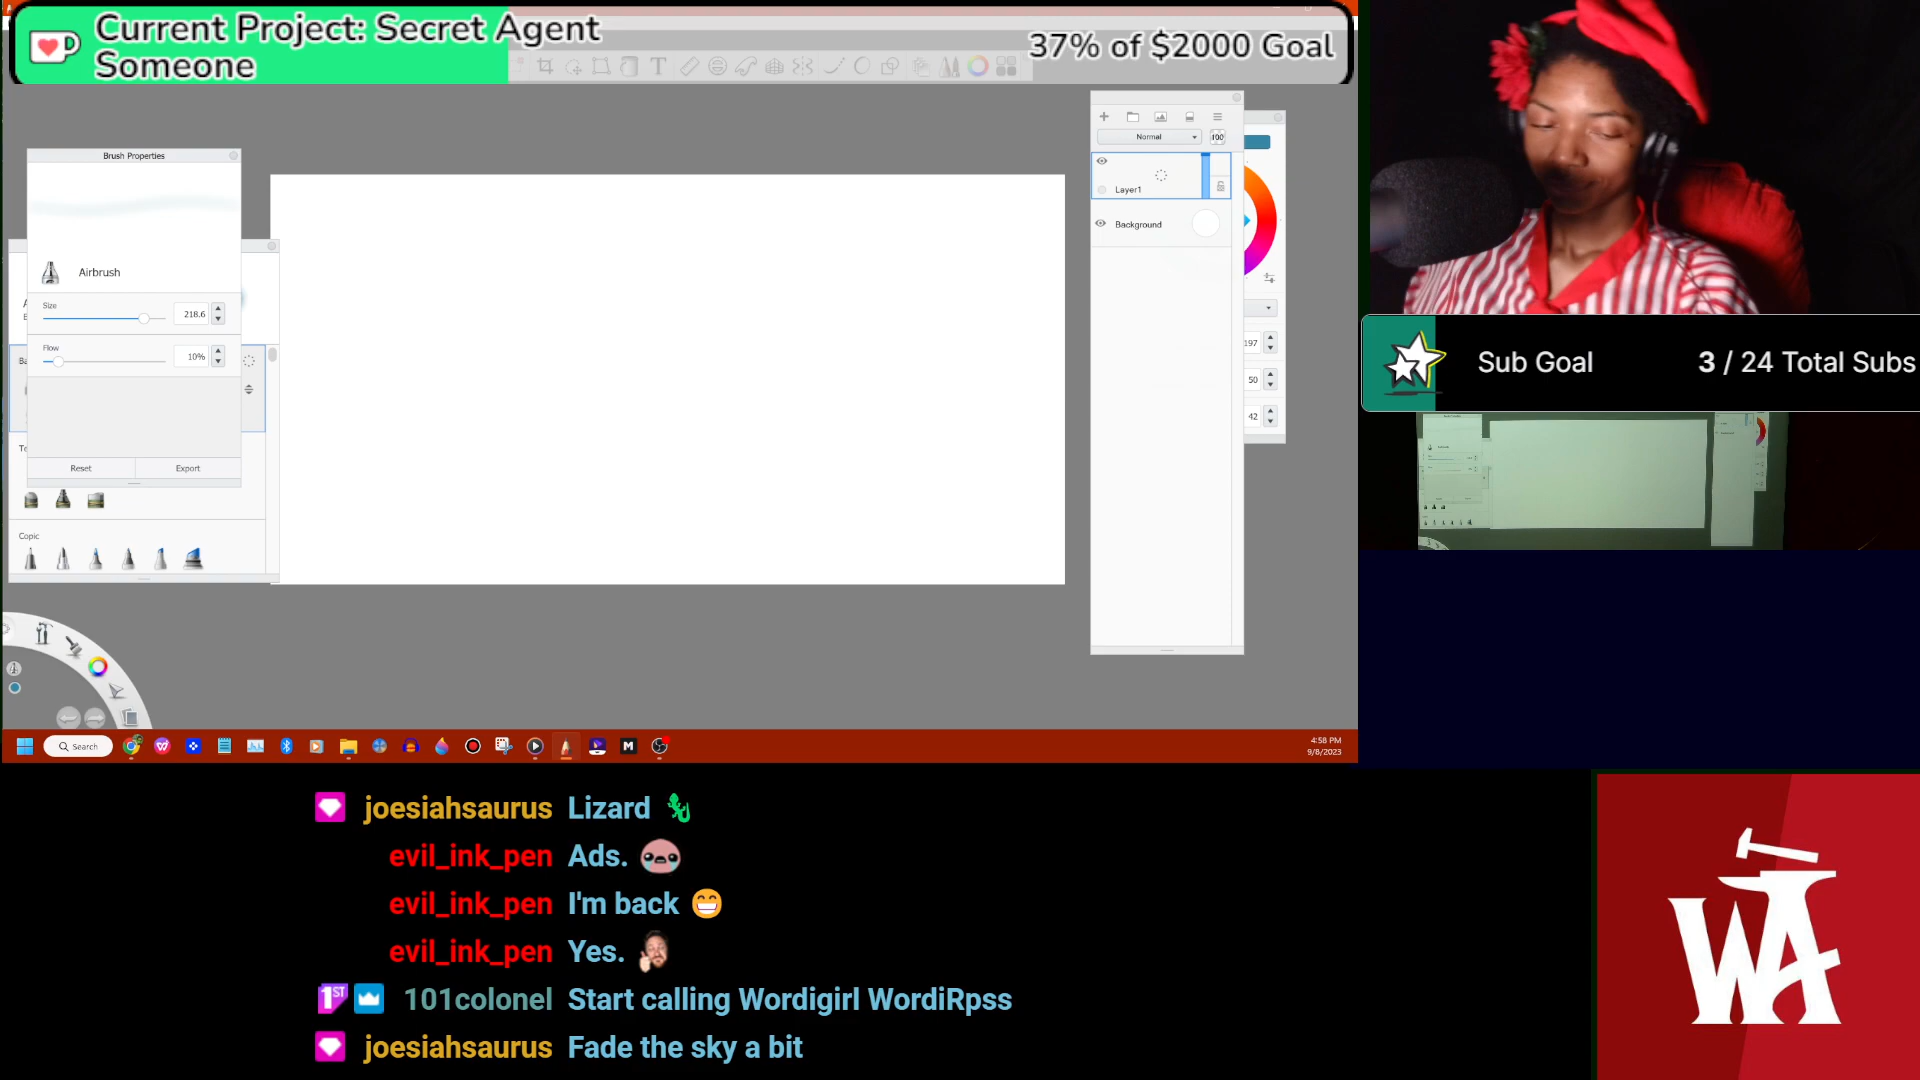 Current Project: Secret Agent
Someone
37% of $2000 Goal
Brush Properties
Airbrush
Size
218.6
Flow
10%
Reset
Export
Copic
Normal
100
Layer1
Background
197
50
42
Sub Goal
3 / 24 Total Subs
Search
4:58 PM
9/8/2023
joesiahsaurus Lizard
evil_ink_pen Ads.
evil_ink_pen I'm back
evil_ink_pen Yes.
1ST 101colonel Start calling Wordigirl WordiRpss
joesiahsaurus Fade the sky a bit
WA